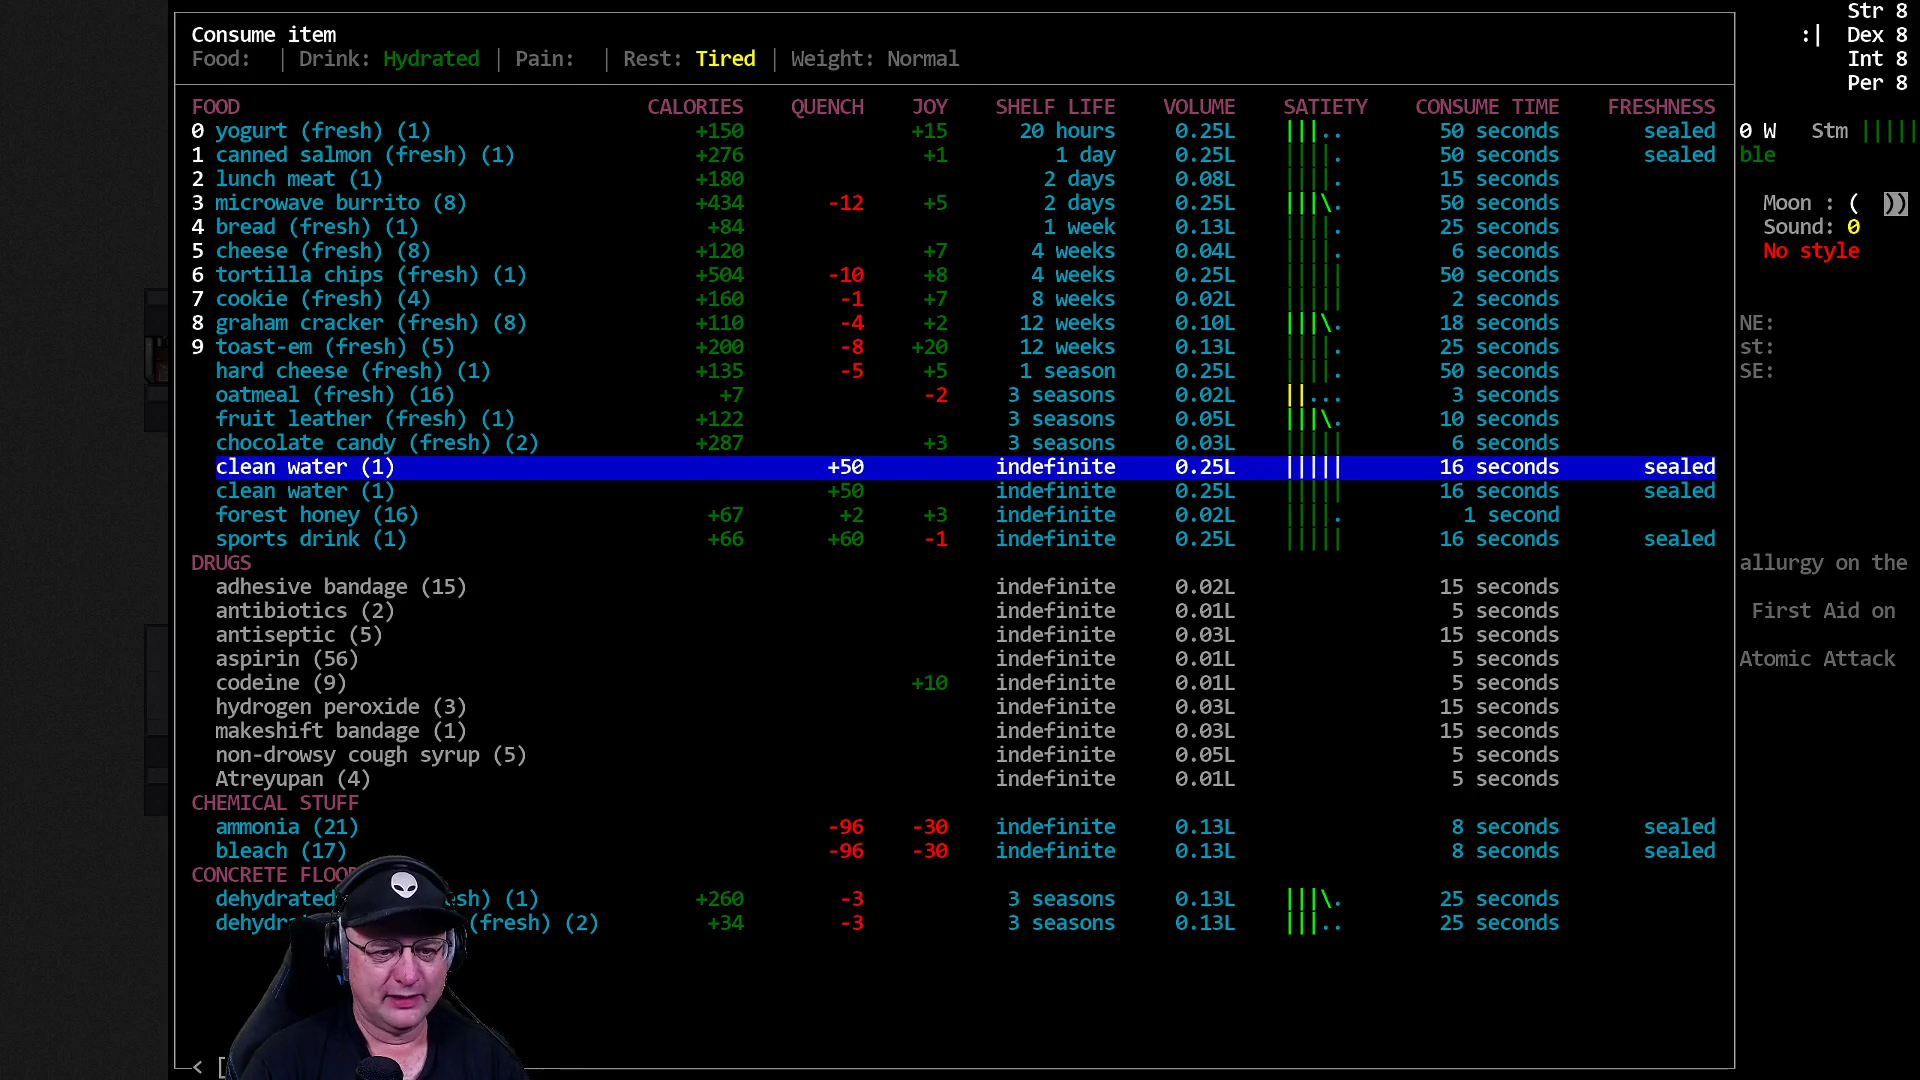 Consume item
Food: | Drink: Hydrated | Pain: | Rest: Tired | Weight: Normal
FOOD CALORIES QUENCH JOY SHELF LIFE VOLUME SATIETY CONSUME TIME FRESHNESS
0 yogurt (fresh) (1) +150 +15 20 hours 0.25L |||.. 50 seconds sealed
1 canned salmon (fresh) (1) +276 +1 1 day 0.25L ||||. 50 seconds sealed
2 lunch meat (1) +180 2 days 0.08L ||||. 15 seconds
3 microwave burrito (8) +434 -12 +5 2 days 0.25L |||\. 50 seconds
4 bread (fresh) (1) +84 1 week 0.13L ||||. 25 seconds
5 cheese (fresh) (8) +120 +7 4 weeks 0.04L ||||. 6 seconds
6 tortilla chips (fresh) (1) +504 -10 +8 4 weeks 0.25L ||||| 50 seconds
7 cookie (fresh) (4) +160 -1 +7 8 weeks 0.02L ||||| 2 seconds
8 graham cracker (fresh) (8) +110 -4 +2 12 weeks 0.10L |||\. 18 seconds
9 toast-em (fresh) (5) +200 -8 +20 12 weeks 0.13L ||||. 25 seconds
hard cheese (fresh) (1) +135 -5 +5 1 season 0.25L ||||. 50 seconds
oatmeal (fresh) (16) +7 -2 3 seasons 0.02L ||... 3 seconds
fruit leather (fresh) (1) +122 3 seasons 0.05L |||\. 10 seconds
chocolate candy (fresh) (2) +287 +3 3 seasons 0.03L ||||| 6 seconds
clean water (1) +50 indefinite 0.25L ||||| 16 seconds sealed
clean water (1) +50 indefinite 0.25L ||||| 16 seconds sealed
forest honey (16) +67 +2 +3 indefinite 0.02L ||||. 1 second
sports drink (1) +66 +60 -1 indefinite 0.25L ||||| 16 seconds sealed
DRUGS
adhesive bandage (15) indefinite 0.02L 15 seconds
antibiotics (2) indefinite 0.01L 5 seconds
antiseptic (5) indefinite 0.03L 15 seconds
aspirin (56) indefinite 0.01L 5 seconds
codeine (9) +10 indefinite 0.01L 5 seconds
hydrogen peroxide (3) indefinite 0.03L 15 seconds
makeshift bandage (1) indefinite 0.03L 15 seconds
non-drowsy cough syrup (5) indefinite 0.05L 5 seconds
Atreyupan (4) indefinite 0.01L 5 seconds
CHEMICAL STUFF
ammonia (21) -96 -30 indefinite 0.13L 8 seconds sealed
bleach (17) -96 -30 indefinite 0.13L 8 seconds sealed
CONCRETE FLOO
dehydrated sh) (1) +260 -3 3 seasons 0.13L |||\. 25 seconds
dehydr (fresh) (2) +34 -3 3 seasons 0.13L |||.. 25 seconds
< [
Str 8
:| Dex 8
Int 8
Per 8
0 W Stm |||||
ble
Moon : ( ))
Sound: 0
No style
NE:
st:
SE:
allurgy on the
First Aid on
Atomic Attack